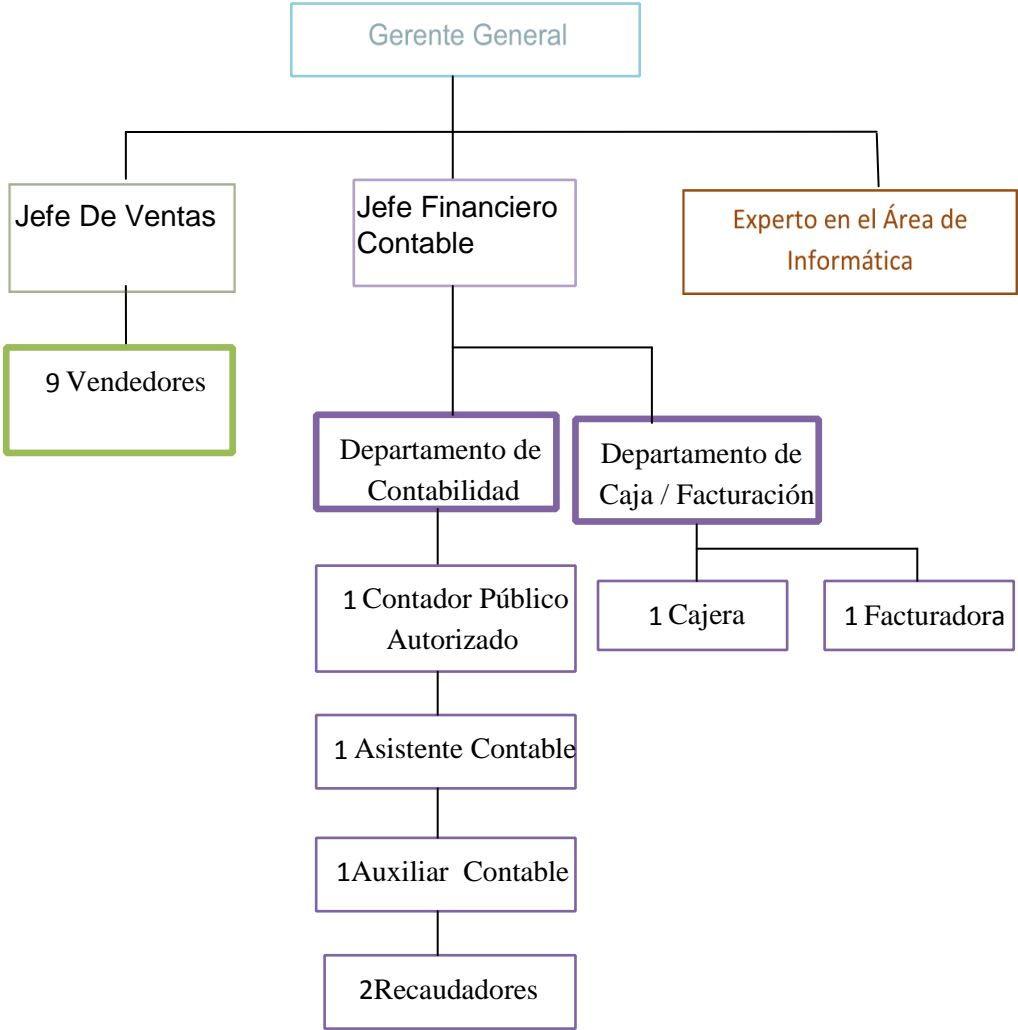 Gerente General
Jefe De Ventas
Jefe Financiero
Contable
Experto en el Área de
Informática
9 Vendedores
Departamento de
Contabilidad
Departamento de
Caja / Facturación
1 Contador Público
Autorizado
1 Cajera
1 Facturadora
1 Asistente Contable
1Auxiliar Contable
2Recaudadores